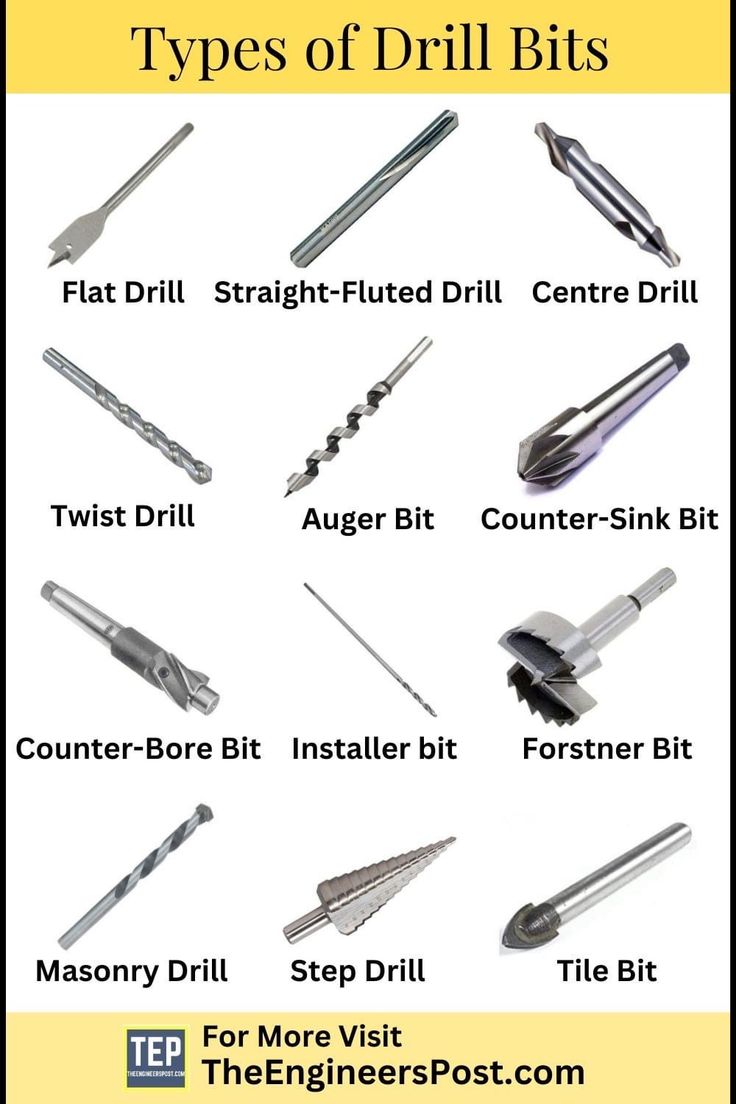 Types of Drill Bits
Flat Drill
Straight-Fluted Drill
Centre Drill
Twist Drill
Auger Bit
Counter-Sink Bit
Counter-Bore Bit
Installer bit
Forstner Bit
Masonry Drill
Step Drill
Tile Bit
TEP
THEENGINEERSPOST.COM
For More Visit
TheEngineersPost.com